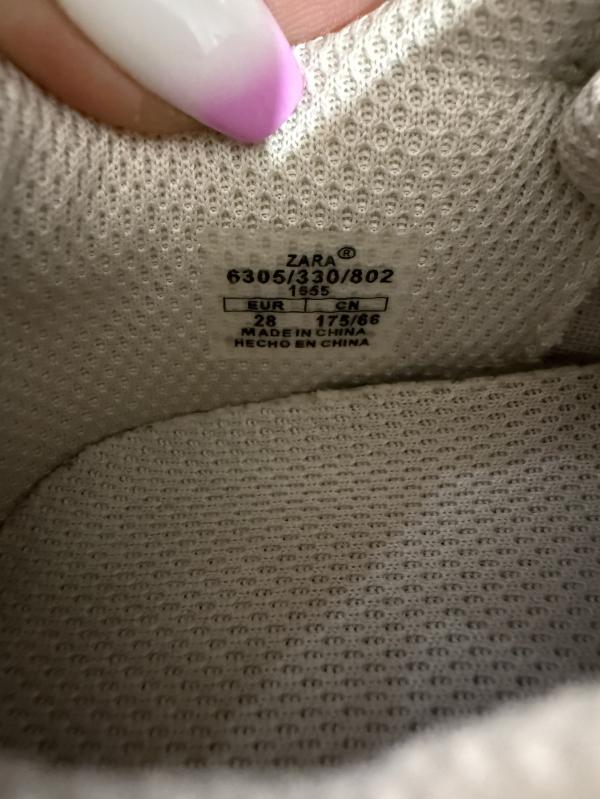 ZARA®
6305/330/802
1655
EUR CN
28 175/66
MADE IN CHINA
HECHO EN CHINA